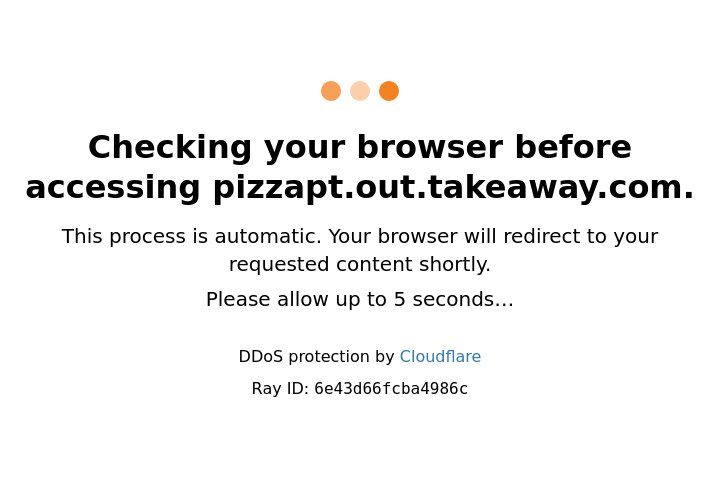 Checking your browser before
accessing pizzapt.out.takeaway.com.
This process is automatic. Your browser will redirect to your
requested content shortly.
Please allow up to 5 seconds…
DDoS protection by Cloudflare
Ray ID: 6e43d66fcba4986c